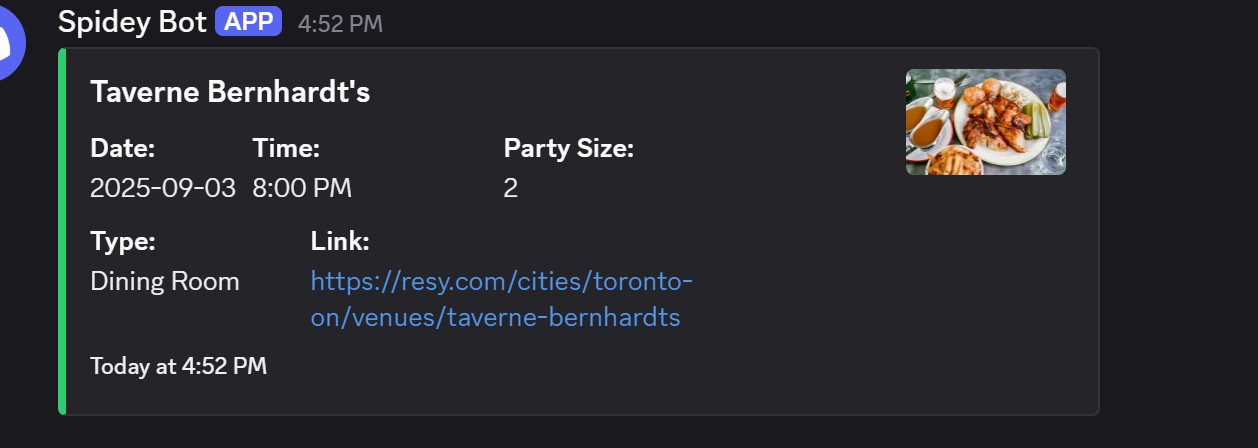 Spidey Bot APP 4:52 PM
Taverne Bernhardt's
Date: Time: Party Size:
2025-09-03 8:00 PM 2
Type: Link:
Dining Room https://resy.com/cities/toronto-
on/venues/taverne-bernhardts
Today at 4:52 PM